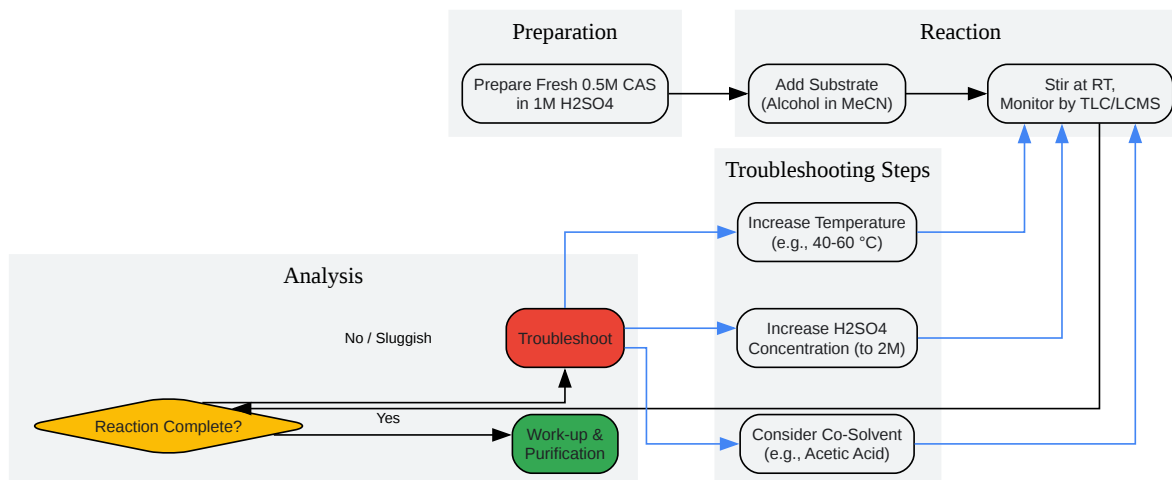 Preparation
Prepare Fresh 0.5M CAS
in 1M H2SO4
Reaction
Add Substrate
(Alcohol in MeCN)
Stir at RT,
Monitor by TLC/LCMS
Troubleshooting Steps
Increase Temperature
(e.g., 40-60 °C)
Increase H2SO4
Concentration (to 2M)
Consider Co-Solvent
(e.g., Acetic Acid)
Analysis
No / Sluggish
Troubleshoot
Reaction Complete?
Yes
Work-up &
Purification